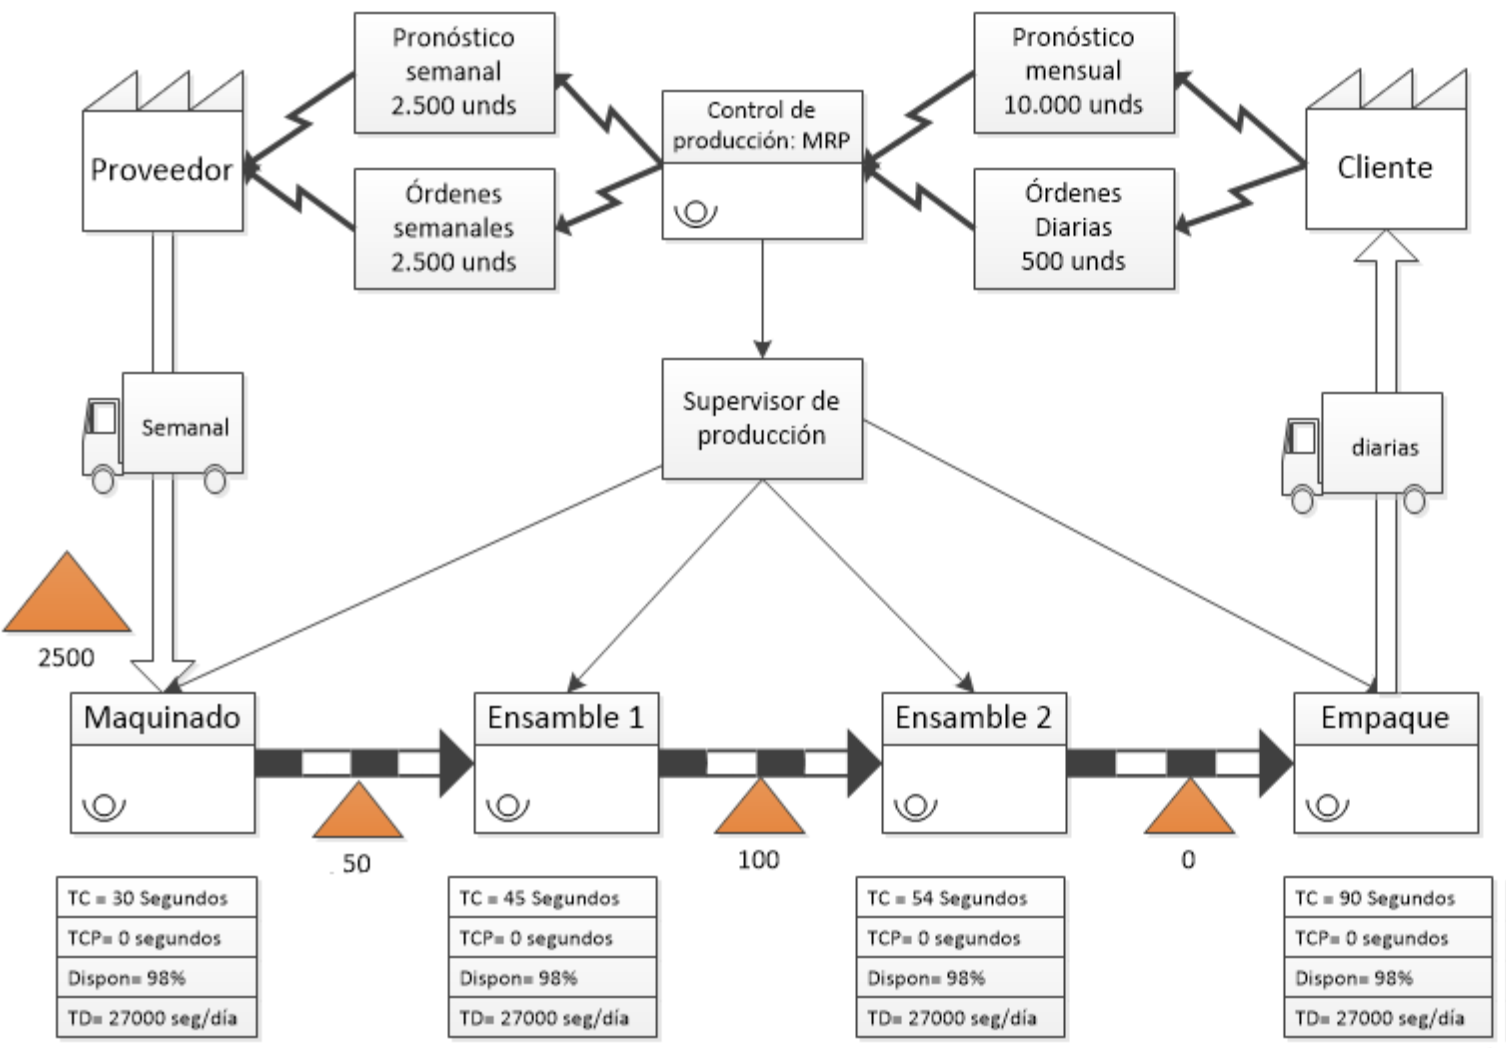 Pronóstico
semanal
2.500 unds
Pronóstico
mensual
10.000 unds
Control de
producción: MRP
Proveedor
Cliente
Órdenes
semanales
2.500 unds
Órdenes
Diarias
500 unds
Semanal
Supervisor de
producción
diarias
2500
Maquinado
Ensamble 1
Ensamble 2
Empaque
50
100
0
TC = 30 Segundos
TCP= 0 segundos
Dispon= 98%
TD= 27000 seg/día
TC = 45 Segundos
TCP= 0 segundos
Dispon= 98%
TD= 27000 seg/día
TC = 54 Segundos
TCP= 0 segundos
Dispon= 98%
TD= 27000 seg/día
TC = 90 Segundos
TCP= 0 segundos
Dispon= 98%
TD= 27000 seg/día